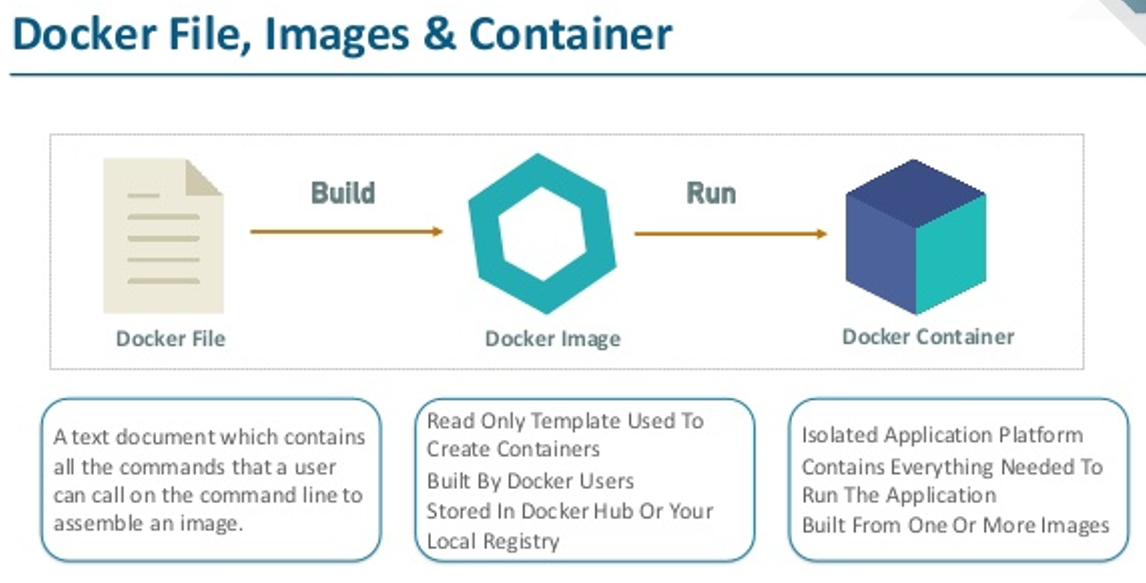 Docker File, Images & Container
Build
Run
Docker File
Docker Image
Docker Container
A text document which contains
all the commands that a user
can call on the command line to
assemble an image.
Read Only Template Used To
Create Containers
Built By Docker Users
Stored In Docker Hub Or Your
Local Registry
Isolated Application Platform
Contains Everything Needed To
Run The Application
Built From One Or More Images